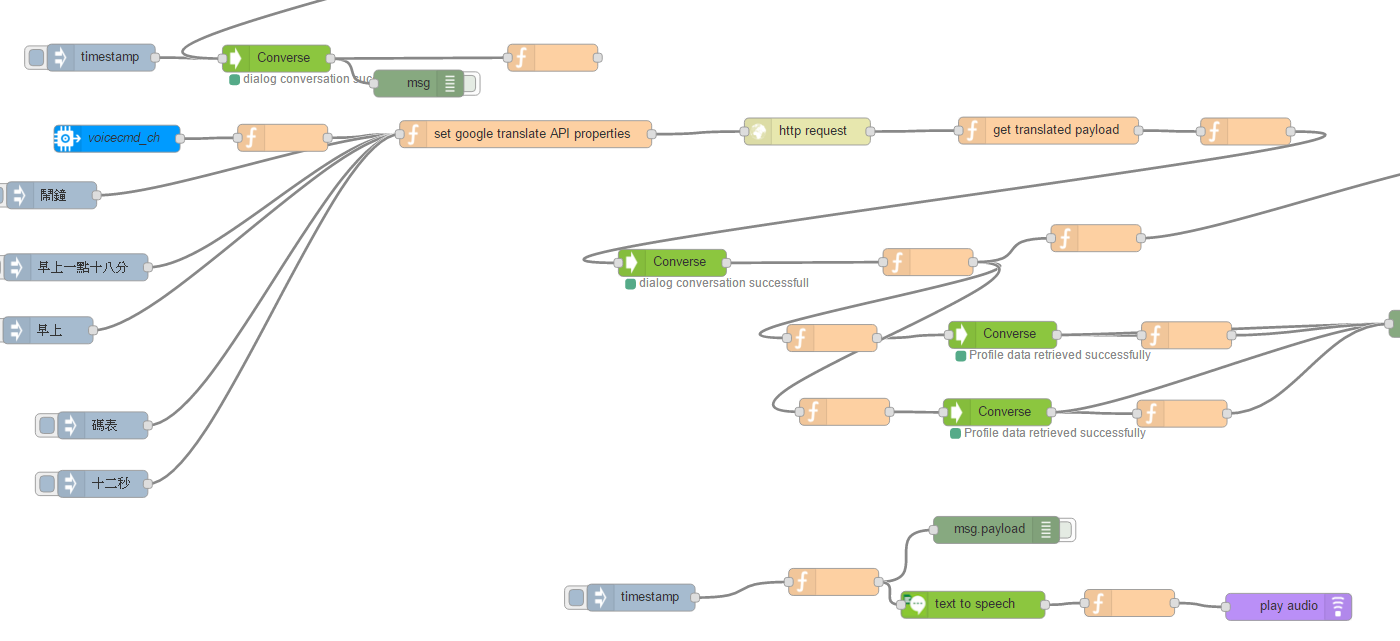 timestamp
Converse
dialog conversation suc
msg
voicecmd_ch
set google translate API properties
http request
get translated payload
鬧鐘
早上一點十八分
早上
碼表
十二秒
Converse
dialog conversation successfull
Converse
Profile data retrieved successfully
Converse
Profile data retrieved successfully
msg.payload
timestamp
text to speech
play audio